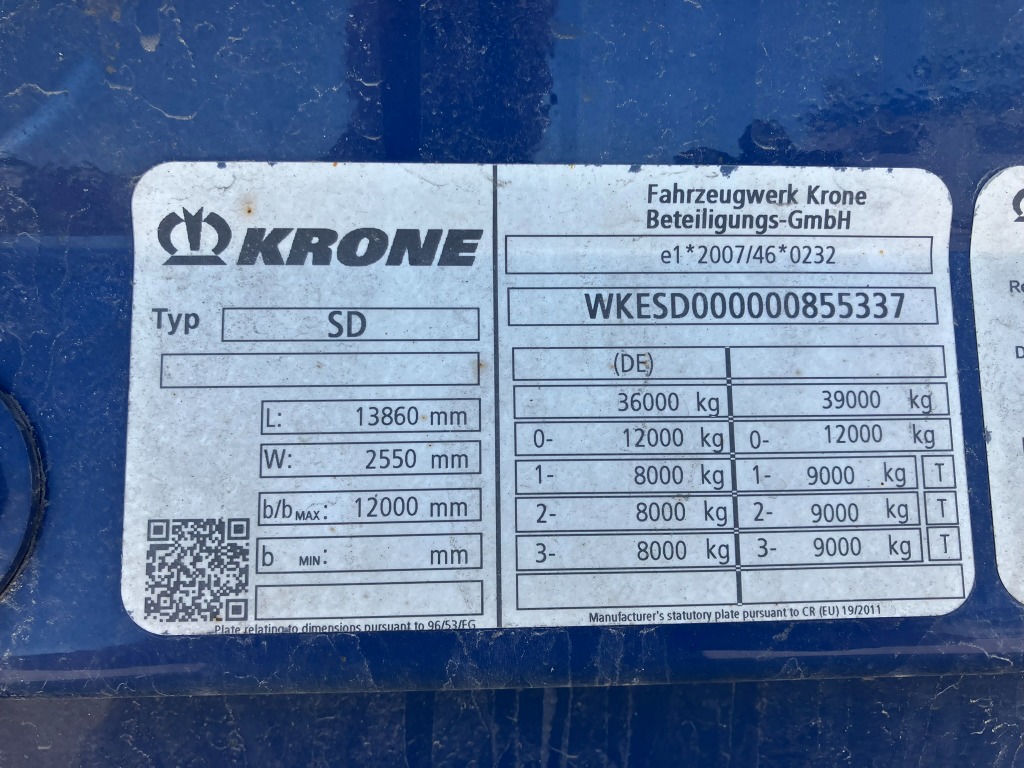 KRONE
Typ SD
L: 13860 mm
W: 2550 mm
b/b MAX: 12000 mm
b MIN: mm
Plate relating to dimensions pursuant to 96/53/EG
Fahrzeugwerk Krone
Beteiligungs-GmbH
e1*2007/46*0232
WKESD000000855337
(DE)
36000 kg 39000 kg
0- 12000 kg 0- 12000 kg
1- 8000 kg 1- 9000 kg T
2- 8000 kg 2- 9000 kg T
3- 8000 kg 3- 9000 kg T
Manufacturer's statutory plate pursuant to CR (EU) 19/2011